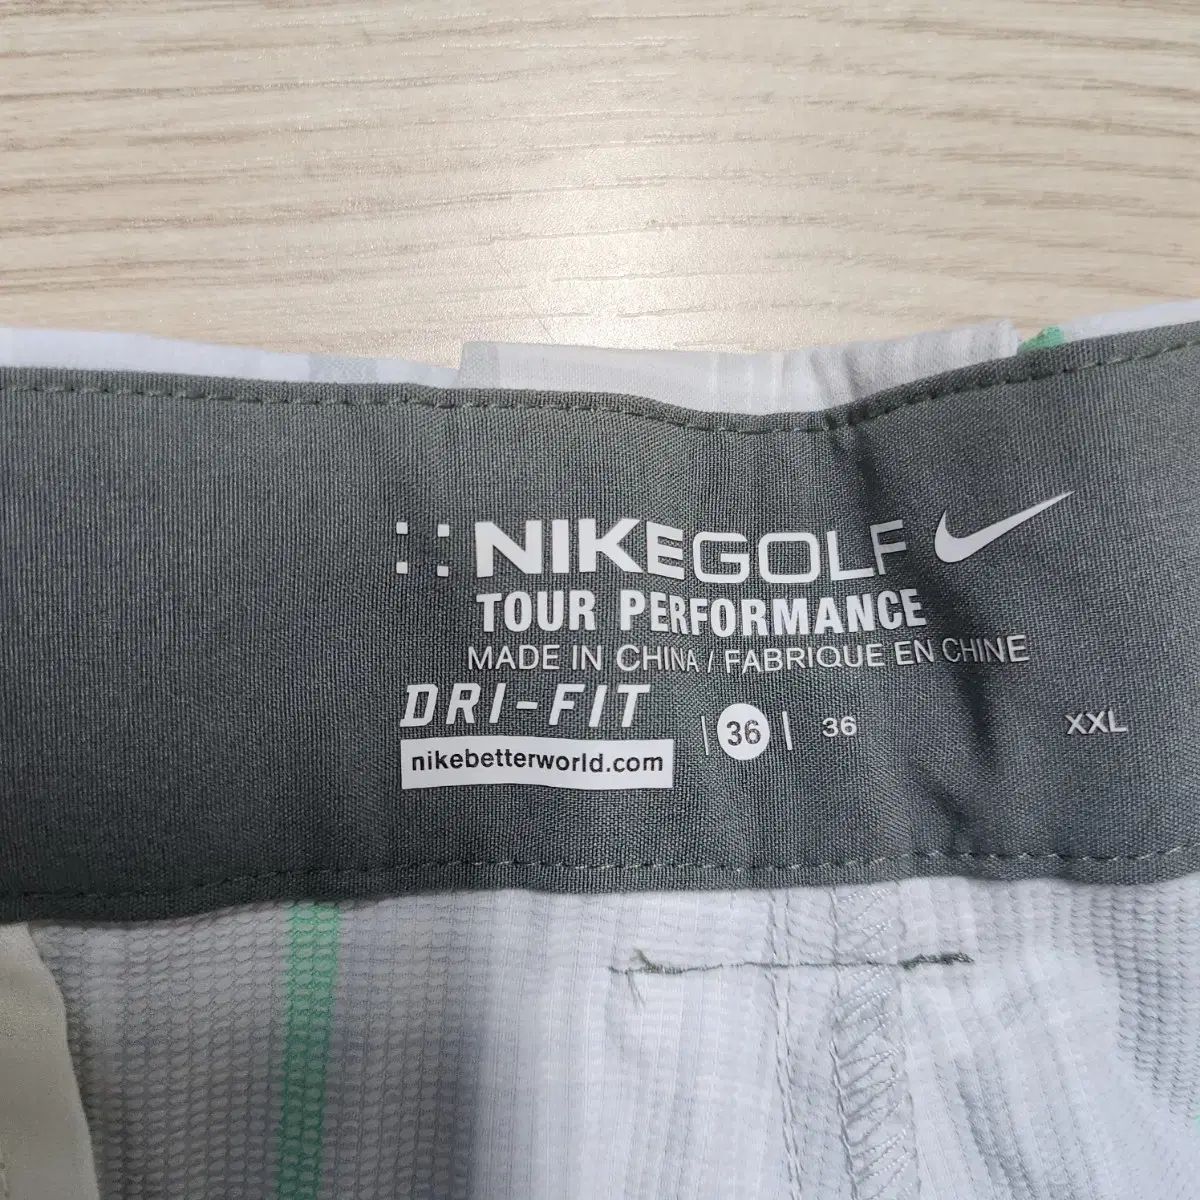 NIKEGOLF
TOUR PERFORMANCE
MADE IN CHINA / FABRIQUE EN CHINE
DRI-FIT
nikebetterworld.com
| 36 | 36 XXL